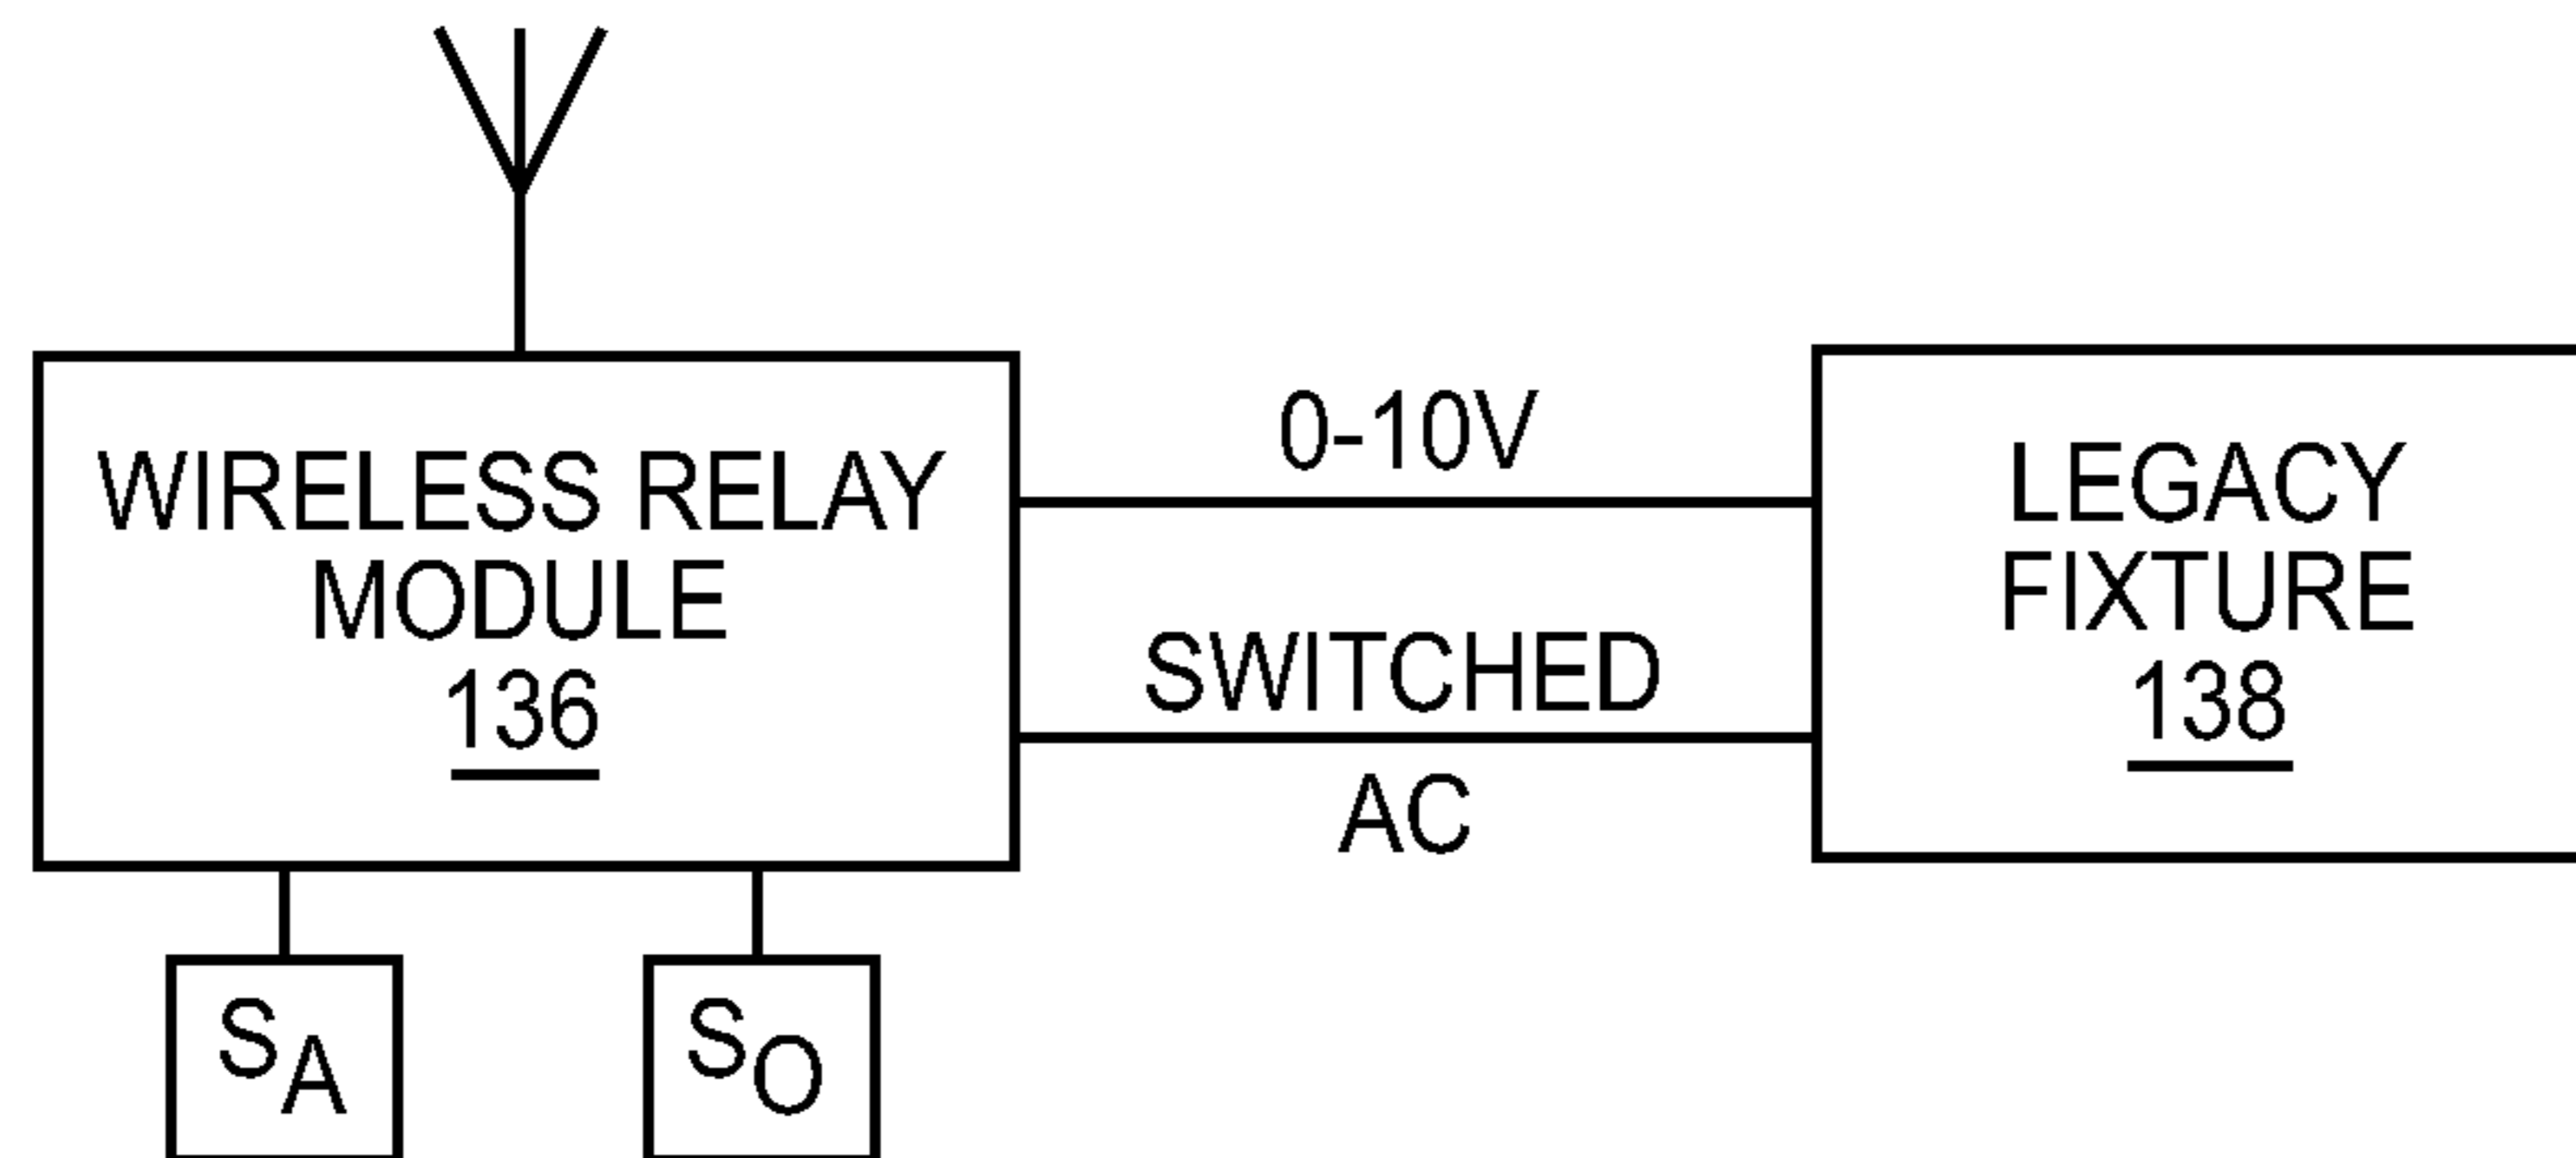 WIRELESS RELAY
MODULE
136
0-10V
SWITCHED
AC
LEGACY
FIXTURE
138
SA
SO